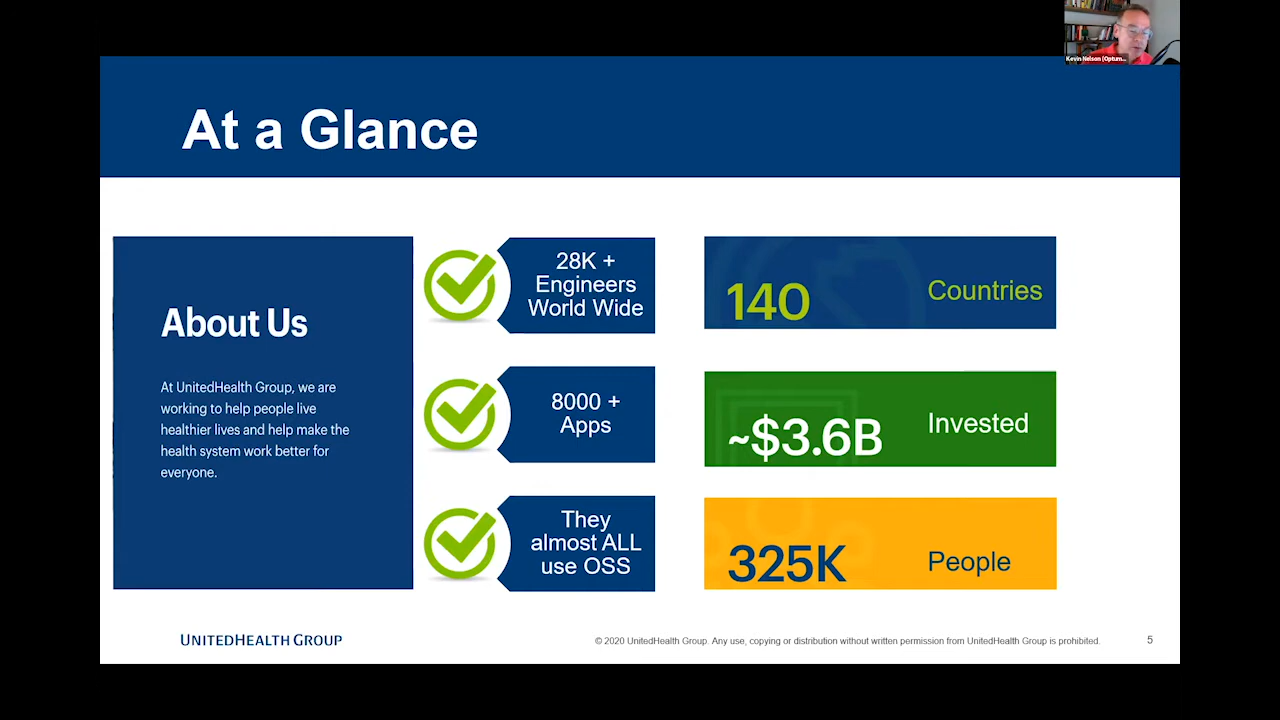 Kevin Nelson (Optum...
At a Glance
About Us
At UnitedHealth Group, we are
working to help people live
healthier lives and help make the
health system work better for
everyone.
28K +
Engineers
World Wide
8000 +
Apps
They
almost ALL
use OSS
140 Countries
~$3.6B Invested
325K People
UNITEDHEALTH GROUP
© 2020 UnitedHealth Group. Any use, copying or distribution without written permission from UnitedHealth Group is prohibited.
5